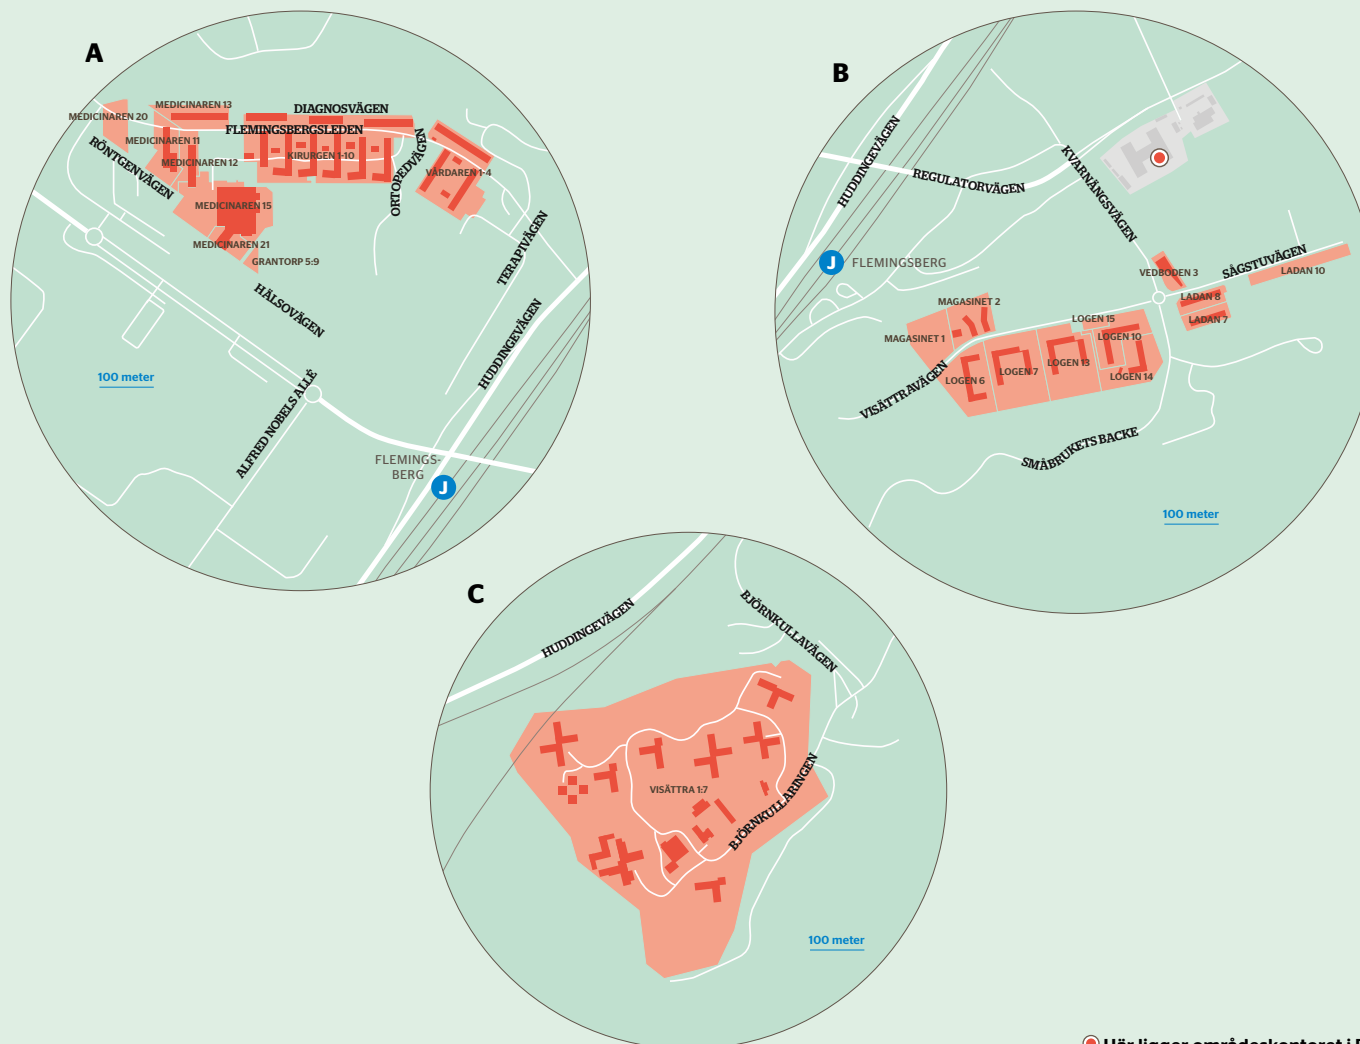 A
MEDICINAREN 13
MEDICINAREN 20
DIAGNOSVÄGEN
FLEMINGSBERGSLEDEN
MEDICINAREN 11
RÖNTGENVÄGEN
MEDICINAREN 12
KIRURGEN 1-10
ORTOPEDVÄGEN
VÅRDAREN 1-4
MEDICINAREN 15
MEDICINAREN 21
GRANTORP 5:9
TERAPIVÄGEN
HÄLSOVÄGEN
HUDDINGEVÄGEN
100 meter
ALFRED NOBELS ALLÉ
FLEMINGS-
BERG
J
B
HUDDINGEVÄGEN
REGULATORVÄGEN
KVARNÄNGSVÄGEN
J
FLEMINGSBERG
VEDBODEN 3
SÅGSTUVÄGEN
LADAN 10
LADAN 8
LADAN 7
MAGASINET 2
MAGASINET 1
LOGEN 15
LOGEN 10
LOGEN 13
LOGEN 7
LOGEN 6
LOGEN 14
VISÄTTRAVÄGEN
SMÅBRUKETS BACKE
100 meter
C
HUDDINGEVÄGEN
BJÖRNKULLAVÄGEN
VISÄTTRA 1:7
BJÖRNKULLARINGEN
100 meter
Här ligger områdeskontoret i